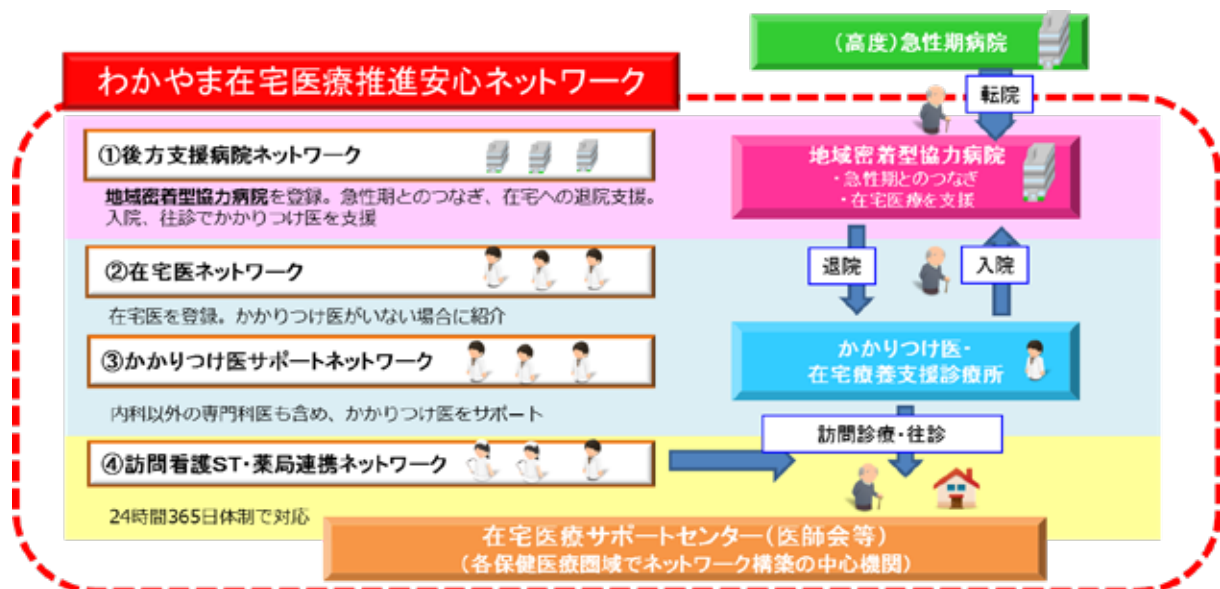 (高度)急性期病院
わかやま在宅医療推進安心ネットワーク
転院
①後方支援病院ネットワーク
地域密着型協力病院を登録。急性期とのつなぎ、在宅への退院支援。
入院、往診でかかりつけ医を支援
地域密着型協力病院
・急性期とのつなぎ
・在宅医療を支援
②在宅医ネットワーク
在宅医を登録。かかりつけ医がいない場合に紹介
退院
入院
③かかりつけ医サポートネットワーク
内科以外の専門科医も含め、かかりつけ医をサポート
かかりつけ医・
在宅療養支援診療所
訪問診療・往診
④訪問看護ST・薬局連携ネットワーク
24時間365日体制で対応
在宅医療サポートセンター(医師会等)
(各保健医療圏域でネットワーク構築の中心機関)